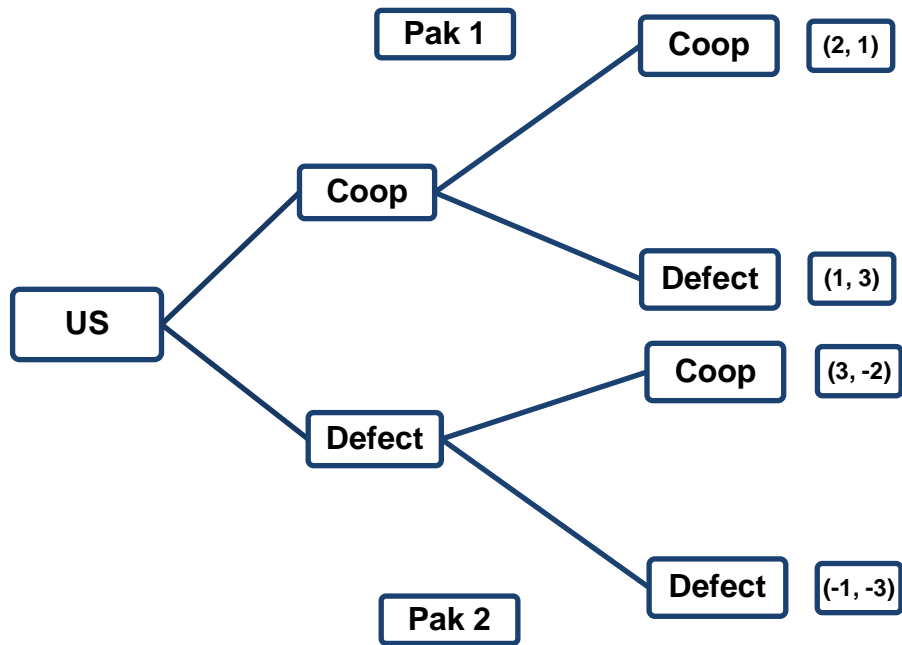 Pak 1
Coop
(2, 1)
Coop
Defect
(1, 3)
US
Coop
(3, -2)
Defect
Defect
(-1, -3)
Pak 2